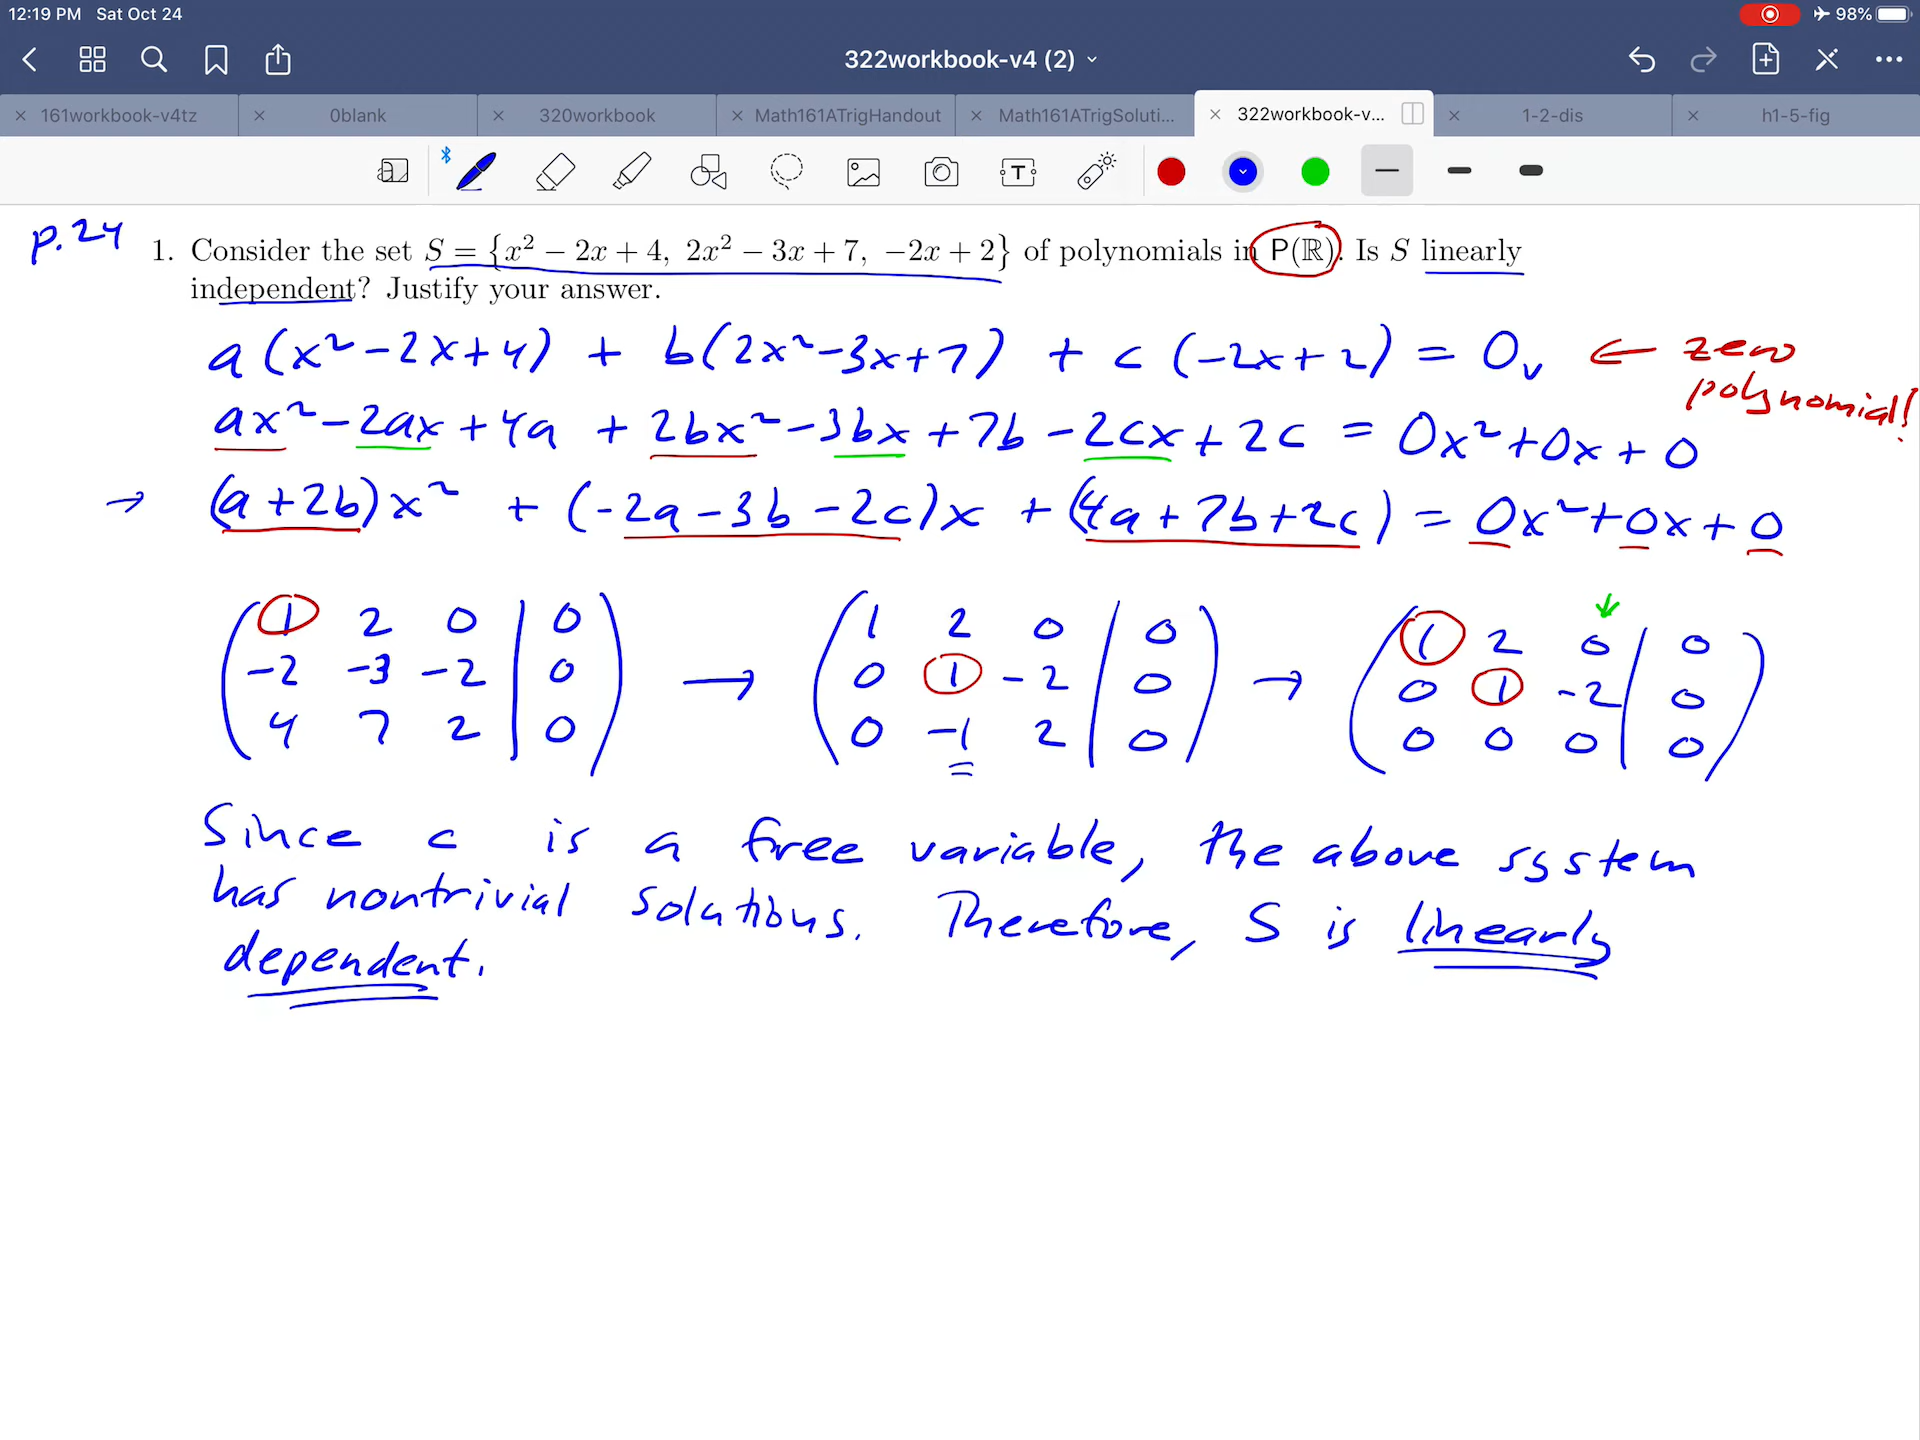 12:19 PM Sat Oct 24 98%
322workbook-v4 (2)
161workbook-v4tz 0blank 320workbook Math161ATrigHandout Math161ATrigSoluti... 322workbook-v... 1-2-dis h1-5-fig
p.24
1. Consider the set S = {x² − 2x + 4, 2x² − 3x + 7, −2x + 2} of polynomials in P(ℝ). Is S linearly
independent? Justify your answer.
a(x²−2x+4) + b(2x²−3x+7) + c(−2x+2) = 0ᵥ ← zero
polynomial!
ax²−2ax+4a + 2bx²−3bx+7b−2cx+2c = 0x²+0x+0
→ (a+2b)x² + (−2a−3b−2c)x + (4a+7b+2c) = 0x²+0x+0
1 2 0 | 0 1 2 0 | 0 1 2 0 | 0
−2 −3 −2 | 0 → 0 1 −2 | 0 → 0 1 −2 | 0
4 7 2 | 0 0 −1 2 | 0 0 0 0 | 0
Since c is a free variable, the above system
has nontrivial solutions. Therefore, S is linearly
dependent.